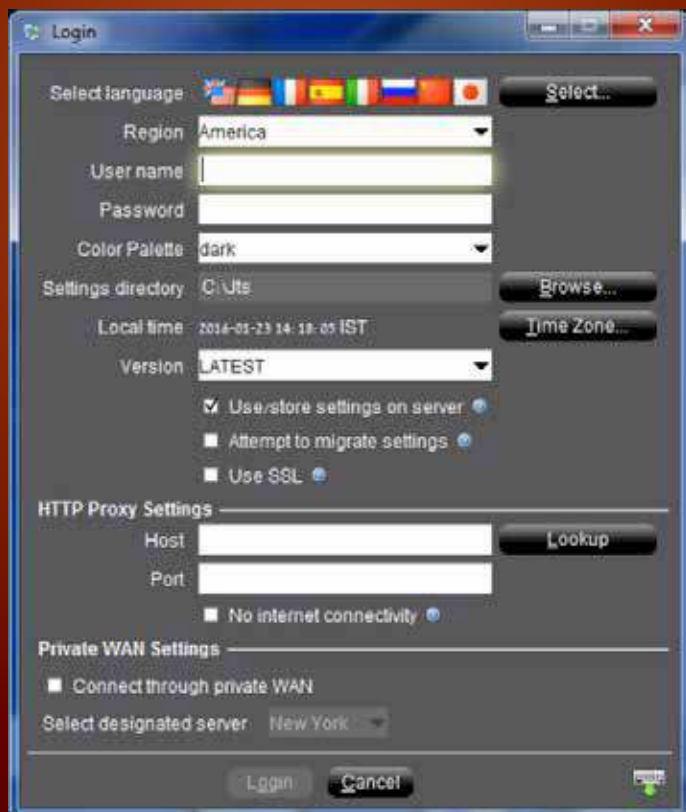 Login
Select language Select...
Region America
User name
Password
Color Palette dark
Settings directory C:\Jts Browse...
Local time 2016-01-23 14:18:05 IST Time Zone...
Version LATEST
Use/store settings on server
Attempt to migrate settings
Use SSL
HTTP Proxy Settings
Host Lookup
Port
No internet connectivity
Private WAN Settings
Connect through private WAN
Select designated server New York
Login Cancel